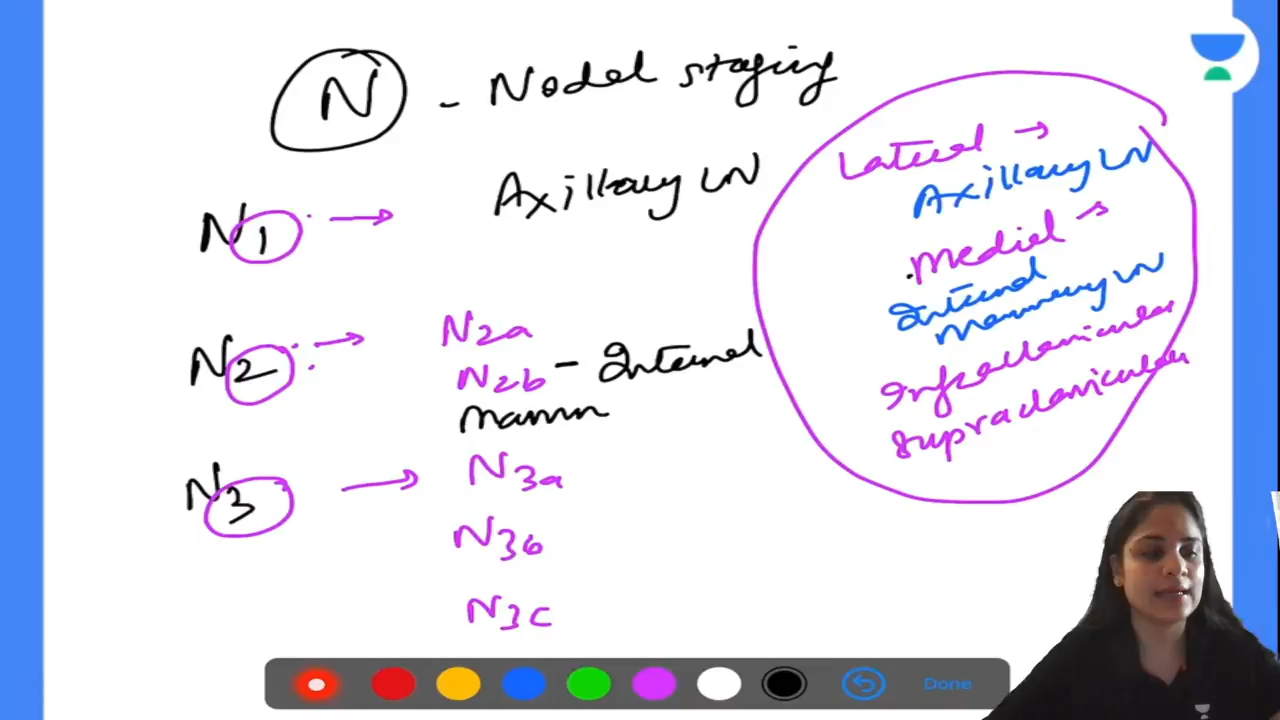 N - Nodal staging
N1 → Axillary LN
N2 → N2a
N2b - Internal
Mamm
N3 → N3a
N3b
N3c
Lateral →
Axillary LN
Medial →
Internal
Mammary LN
Infraclavicular
Supraclavicular
Done